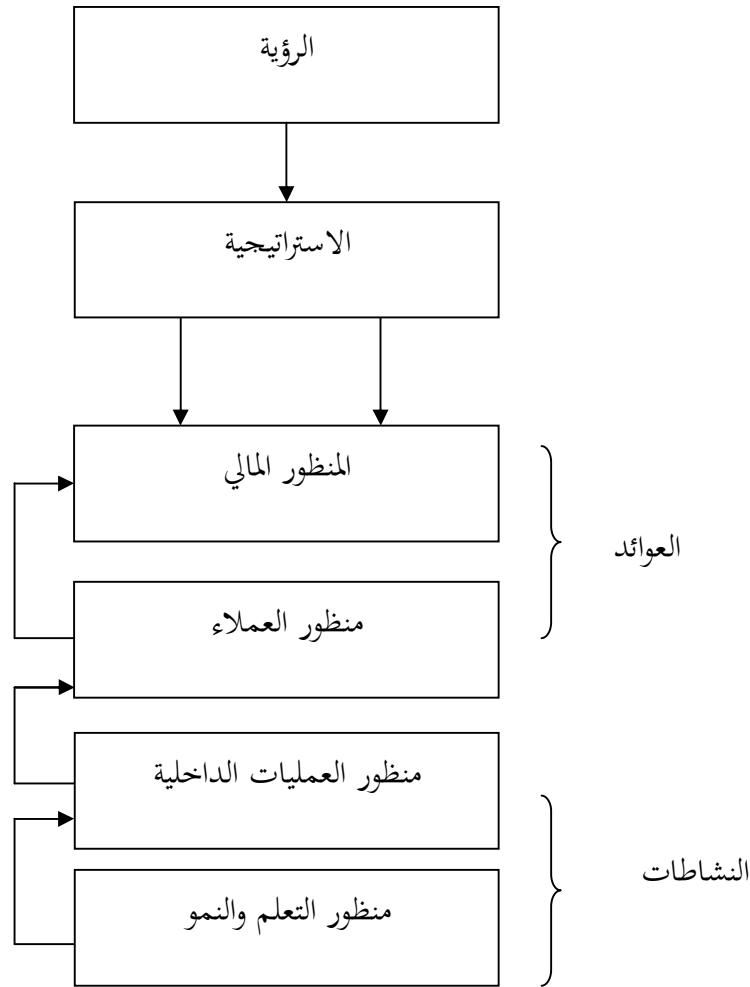 الرؤية
الاستراتيجية
المنظور المالي
منظور العملاء
العوائد
منظور العمليات الداخلية
منظور التعلم والنمو
النشاطات